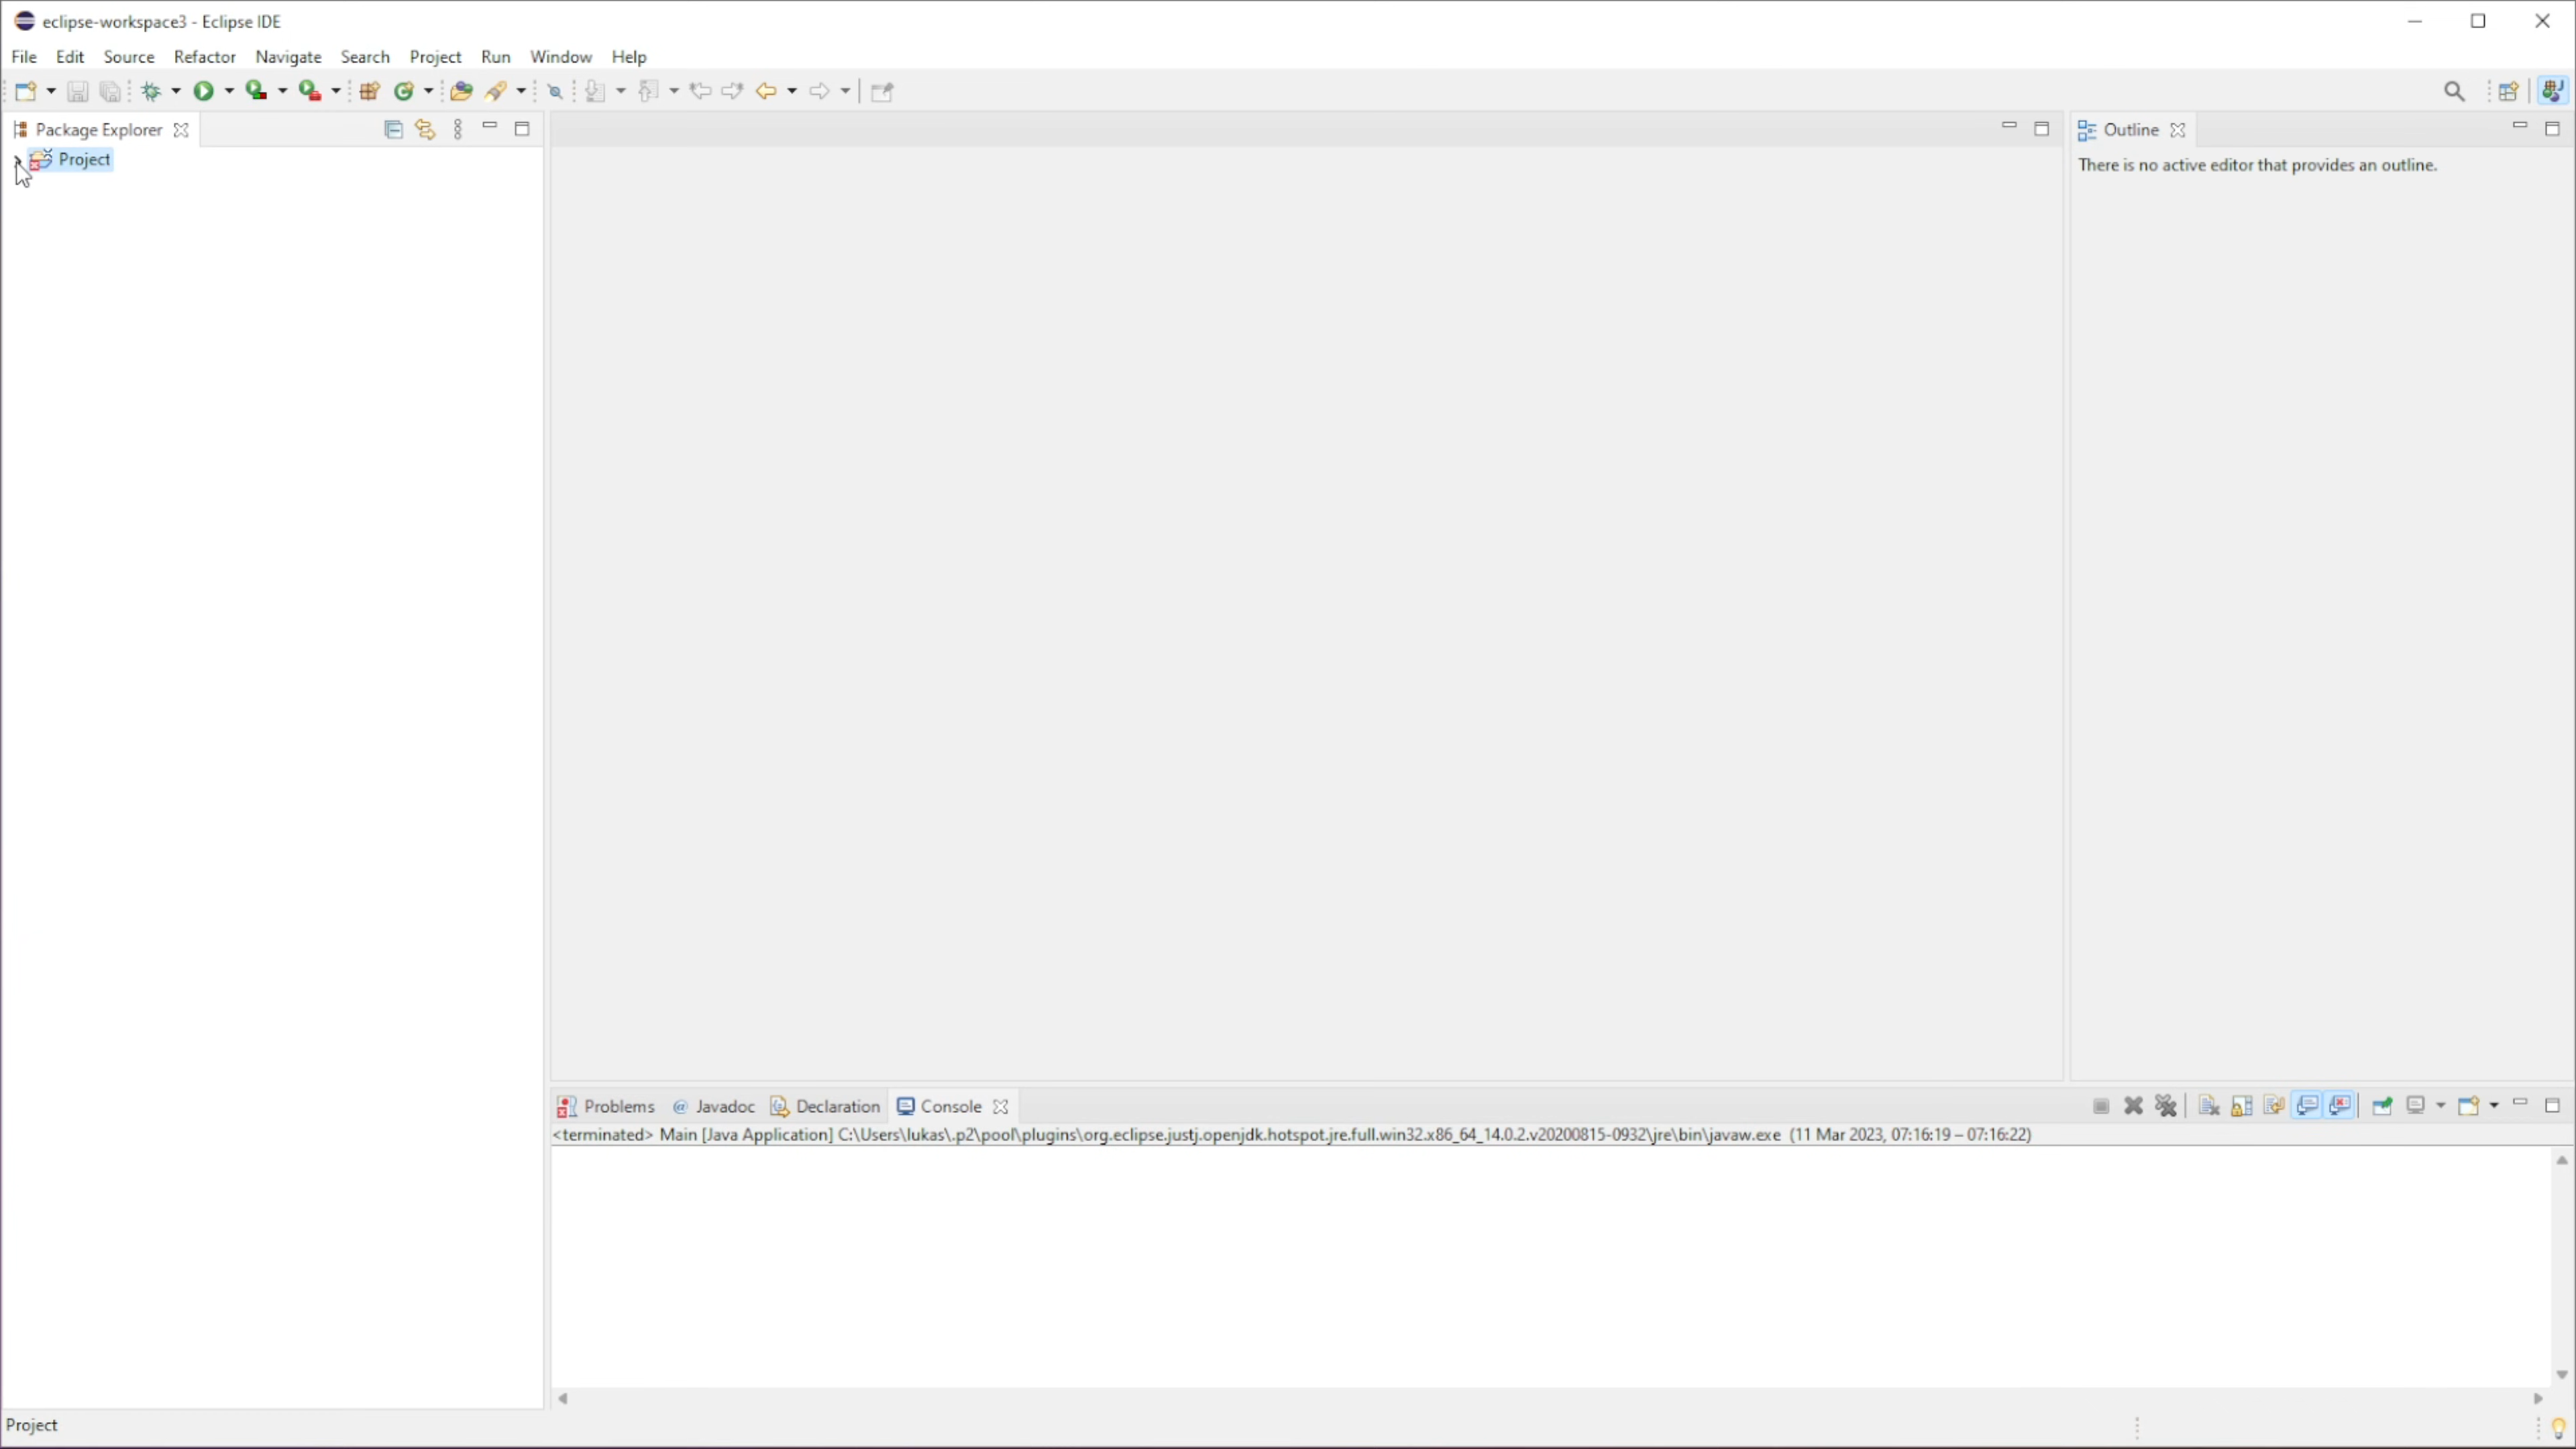 eclipse-workspace3 - Eclipse IDE
File Edit Source Refactor Navigate Search Project Run Window Help
Package Explorer
Outline
Project
There is no active editor that provides an outline.
Problems @ Javadoc Declaration Console
<terminated> Main [Java Application] C:\Users\lukas\.p2\pool\plugins\org.eclipse.justj.openjdk.hotspot.jre.full.win32.x86_64_14.0.2.v20200815-0932\jre\bin\javaw.exe (11 Mar 2023, 07:16:19 – 07:16:22)
Project